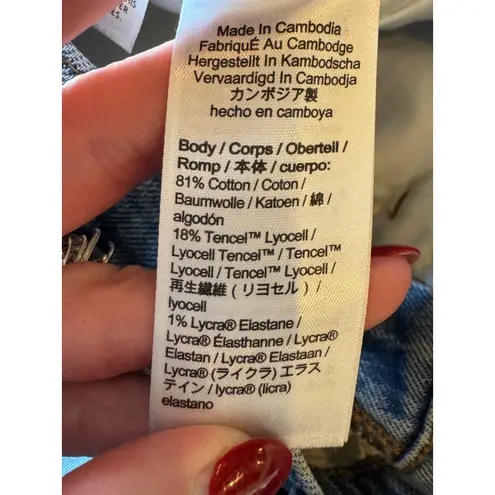 ER
ES
Made In Cambodia
FabriquÉ Au Cambodge
Hergestellt In Kambodscha
Vervaardigd In Cambodja
カンボジア製
hecho en camboya
Body / Corps / Oberteil /
Romp / 本体 / cuerpo:
81% Cotton / Coton /
Baumwolle / Katoen / 綿 /
algodón
18% Tencel™ Lyocell /
Lyocell Tencel™ / Tencel™
Lyocell / Tencel™ Lyocell /
再生繊維 ( リヨセル ) /
lyocell
1% Lycra® Elastane /
Lycra® Élasthanne / Lycra®
Elastan / Lycra® Elastaan /
Lycra® (ライクラ) エラス
テイン / lycra® (licra)
elastano